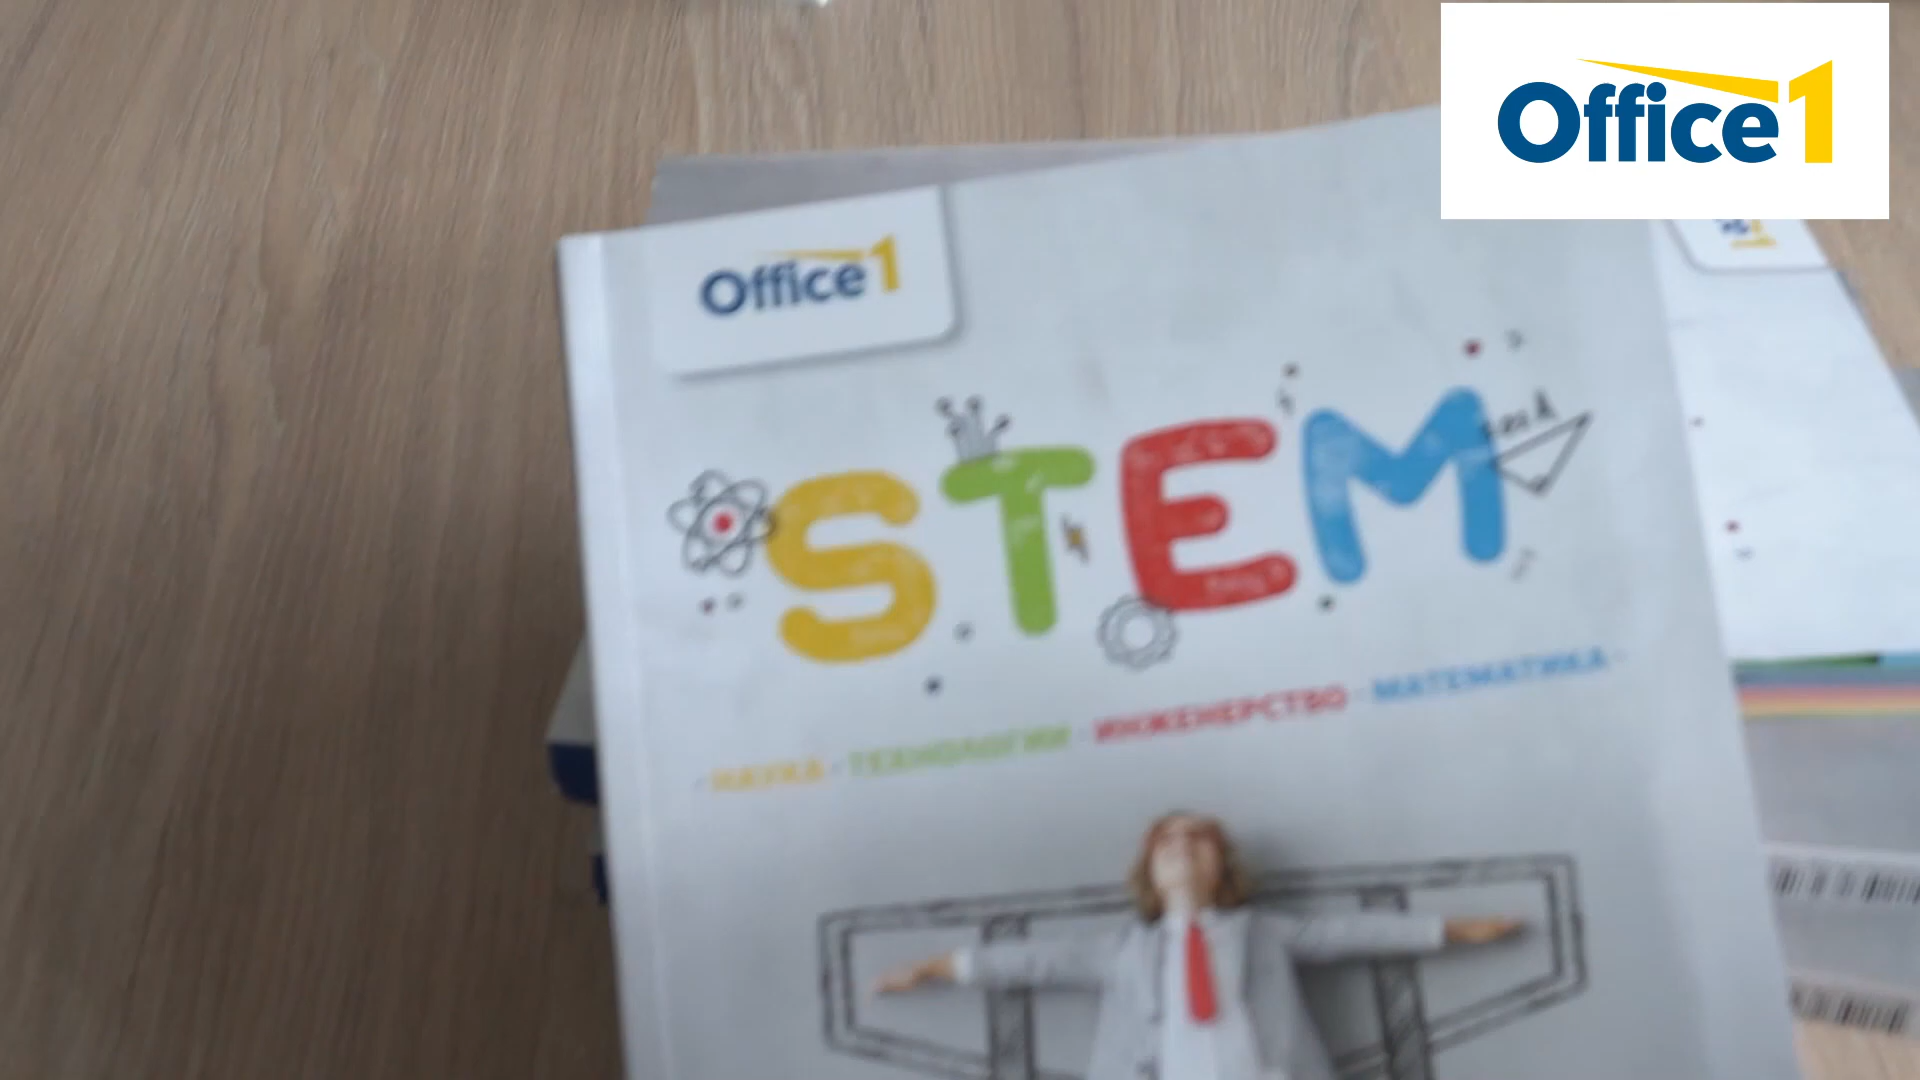 Office1
Office1
STEM
· НАУКА · ТЕХНОЛОГИИ · ИНЖЕНЕРСТВО · МАТЕМАТИКА ·